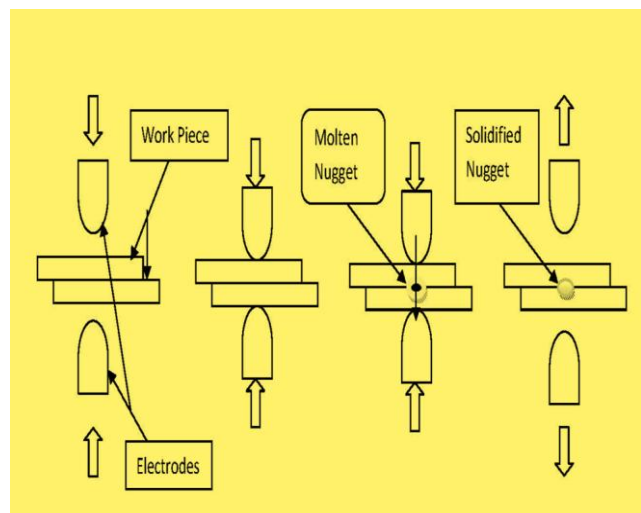 Work Piece
Molten
Nugget
Solidified
Nugget
Electrodes